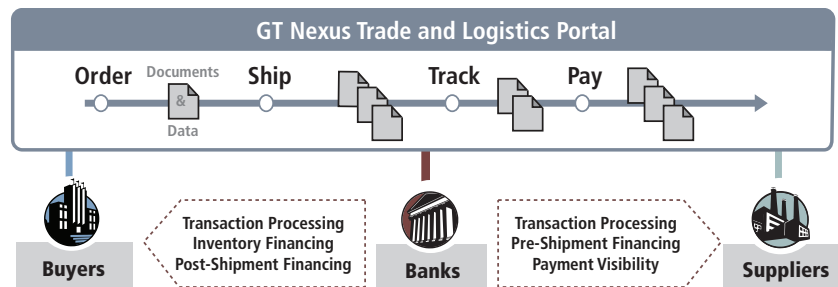 GT Nexus Trade and Logistics Portal
Order
Documents
&
Data
Ship
Track
Pay
Transaction Processing
Inventory Financing
Post-Shipment Financing
Transaction Processing
Pre-Shipment Financing
Payment Visibility
Buyers
Banks
Suppliers